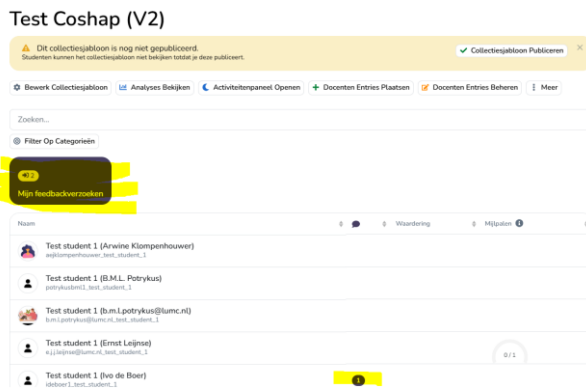 Test Coshap (V2)
Dit collectiesjabloon is nog niet gepubliceerd.
Studenten kunnen het collectiesjabloon niet bekijken totdat je deze publiceert.
Collectiesjabloon Publiceren
Bewerk Collectiesjabloon Analyses Bekijken Activiteitenpaneel Openen Docenten Entries Plaatsen Docenten Entries Beheren Meer
Zoeken...
Filter Op Categorieën
2
Mijn feedbackverzoeken
Naam Waardering Mijlpalen
Test student 1 (Arwine Klompenhouwer)
aejklompenhouwer_test_student_1
Test student 1 (B.M.L. Potrykus)
potrykusbml1_test_student_1
Test student 1 (b.m.l.potrykus@lumc.nl)
b.m.l.potrykus@lumc.nl_test_student_1
Test student 1 (Ernst Leijnse)
e.j.j.leijnse@lumc.nl_test_student_1
0 / 1
Test student 1 (Ivo de Boer)
ideboer1_test_student_1
1